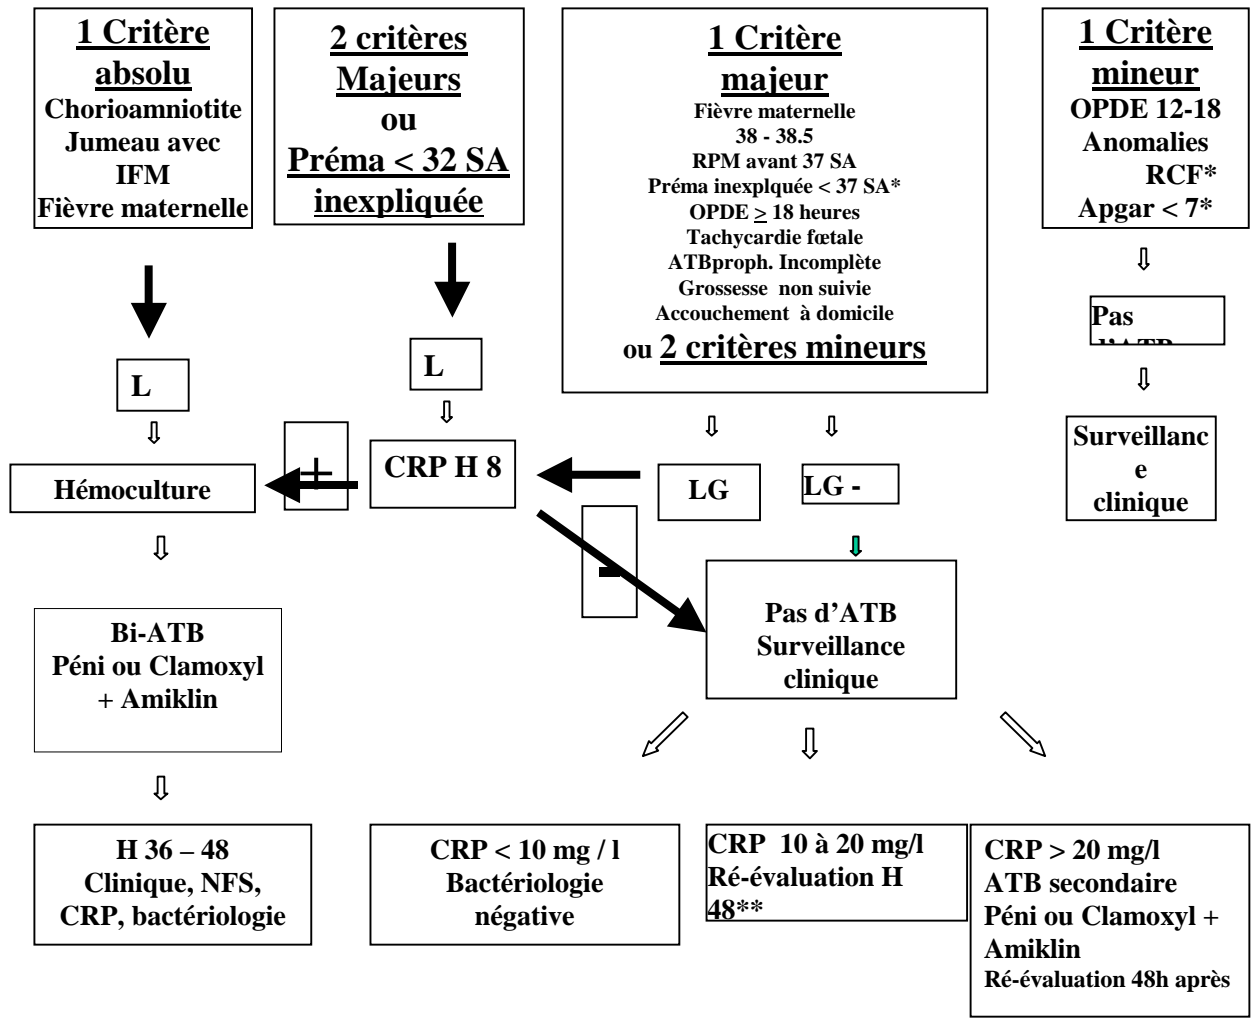 1 Critère
absolu
Chorioamniotite
Jumeau avec
IFM
Fièvre maternelle
2 critères
Majeurs
ou
Préma < 32 SA
inexpliquée
1 Critère
majeur
Fièvre maternelle
38 - 38.5
RPM avant 37 SA
Préma inexplquée < 37 SA*
OPDE ≥ 18 heures
Tachycardie fœtale
ATBproph. Incomplète
Grossesse non suivie
Accouchement à domicile
ou 2 critères mineurs
1 Critère
mineur
OPDE 12-18
Anomalies
RCF*
Apgar < 7*
L
L
Pas
d'ATB
+
CRP H 8
LG
LG -
Surveillanc
e
clinique
Hémoculture
-
Pas d'ATB
Surveillance
clinique
Bi-ATB
Péni ou Clamoxyl
+ Amiklin
H 36 – 48
Clinique, NFS,
CRP, bactériologie
CRP < 10 mg / l
Bactériologie
négative
CRP 10 à 20 mg/l
Ré-évaluation H
48**
CRP > 20 mg/l
ATB secondaire
Péni ou Clamoxyl +
Amiklin
Ré-évaluation 48h après